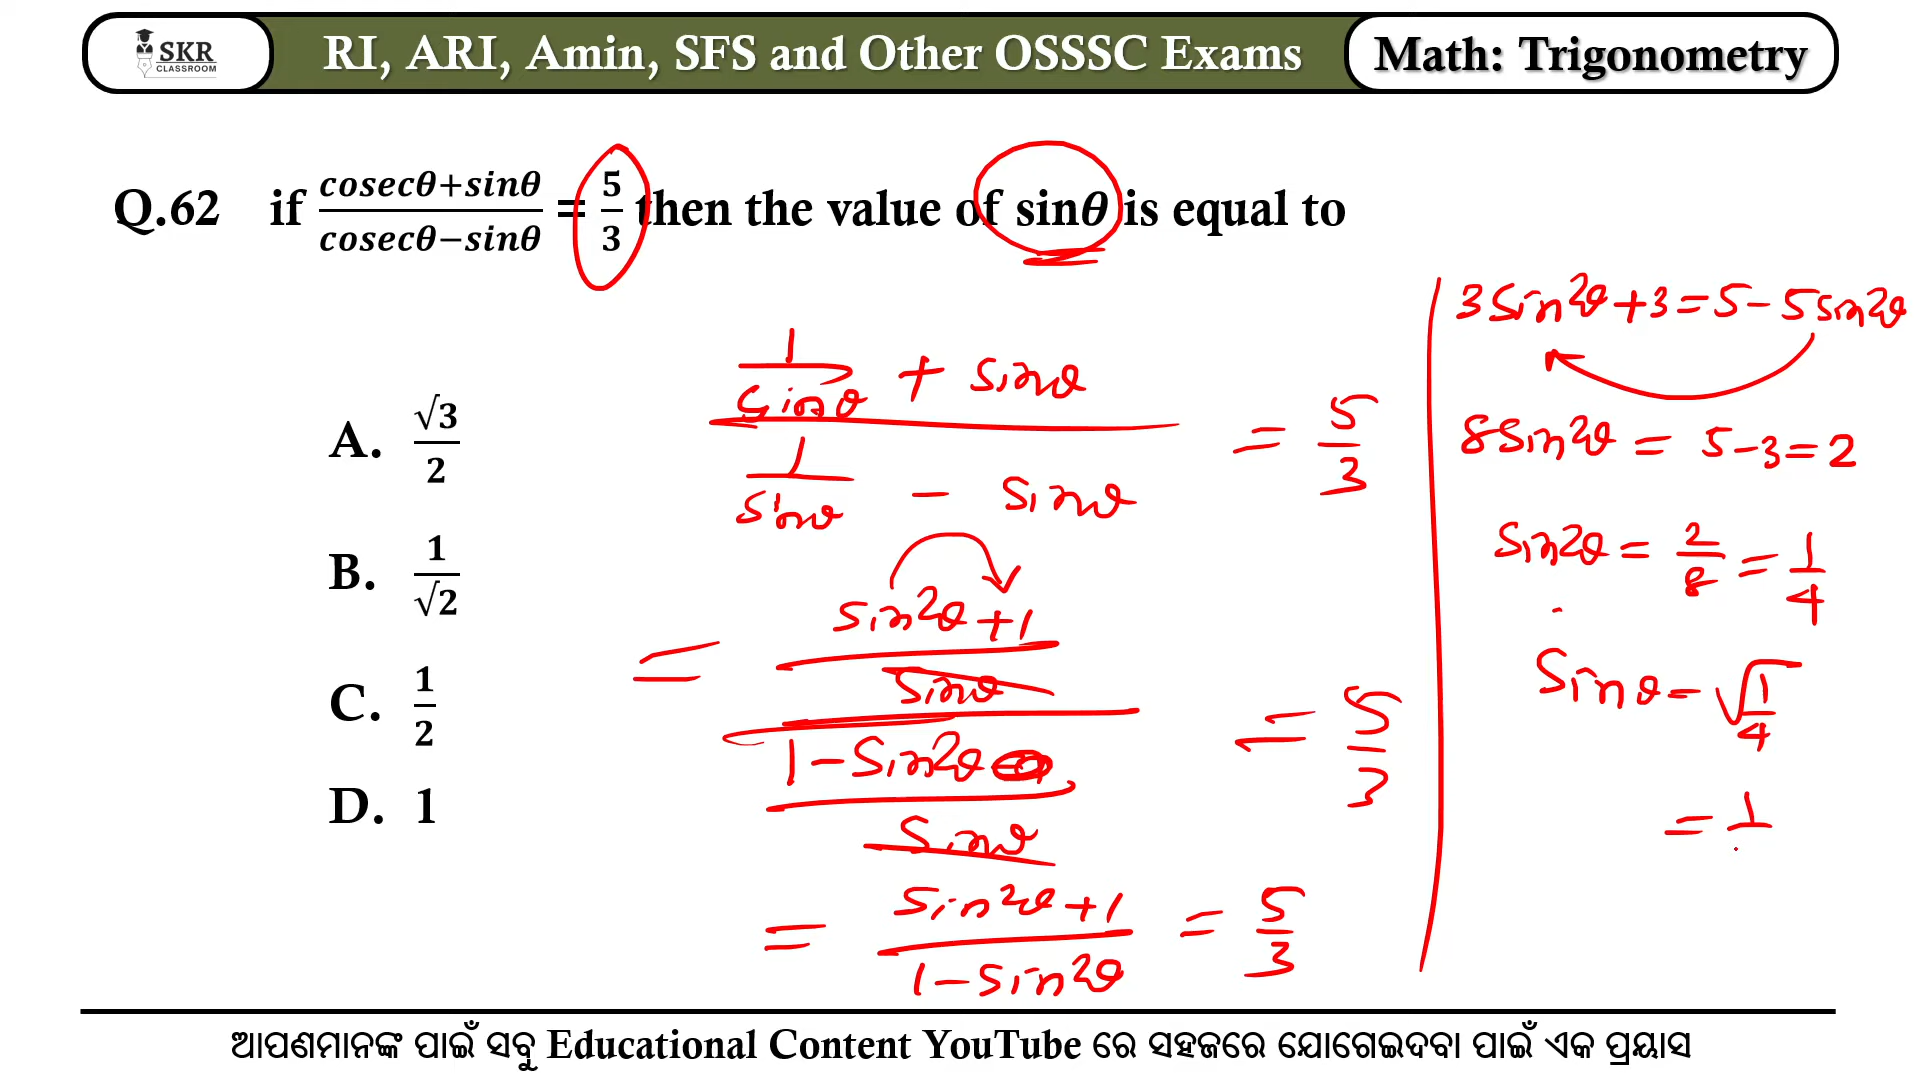 SKR
CLASSROOM
RI, ARI, Amin, SFS and Other OSSSC Exams
Math: Trigonometry
Q.62 if (cosecθ+sinθ)/(cosecθ−sinθ) = 5/3 then the value of sinθ is equal to
A. √3/2
B. 1/√2
C. 1/2
D. 1
(1/sinθ + sinθ)/(1/sinθ − sinθ) = 5/3
= ((sin²θ+1)/sinθ)/((1−sin²θ)/sinθ) = 5/3
= (sin²θ+1)/(1−sin²θ) = 5/3
3sin²θ+3=5−5sin²θ
8sin²θ = 5−3=2
sin²θ = 2/8 = 1/4
sinθ = √1/4
= 1
ଆପଣମାନଙ୍କ ପାଇଁ ସବୁ Educational Content YouTube ରେ ସହଜରେ ଯୋଗେଇଦବା ପାଇଁ ଏକ ପ୍ରୟାସ